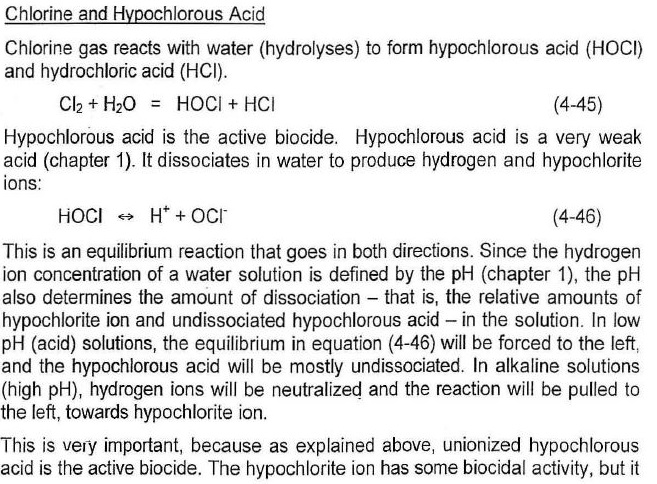 Chlorine and Hypochlorous Acid
Chlorine gas reacts with water (hydrolyses) to form hypochlorous acid (HOCl)
and hydrochloric acid (HCl).
Cl₂ + H₂O = HOCl + HCl (4-45)
Hypochlorous acid is the active biocide. Hypochlorous acid is a very weak
acid (chapter 1). It dissociates in water to produce hydrogen and hypochlorite
ions:
HOCl ⇔ H⁺ + OCl⁻ (4-46)
This is an equilibrium reaction that goes in both directions. Since the hydrogen
ion concentration of a water solution is defined by the pH (chapter 1), the pH
also determines the amount of dissociation – that is, the relative amounts of
hypochlorite ion and undissociated hypochlorous acid – in the solution. In low
pH (acid) solutions, the equilibrium in equation (4-46) will be forced to the left,
and the hypochlorous acid will be mostly undissociated. In alkaline solutions
(high pH), hydrogen ions will be neutralized and the reaction will be pulled to
the left, towards hypochlorite ion.
This is very important, because as explained above, unionized hypochlorous
acid is the active biocide. The hypochlorite ion has some biocidal activity, but it